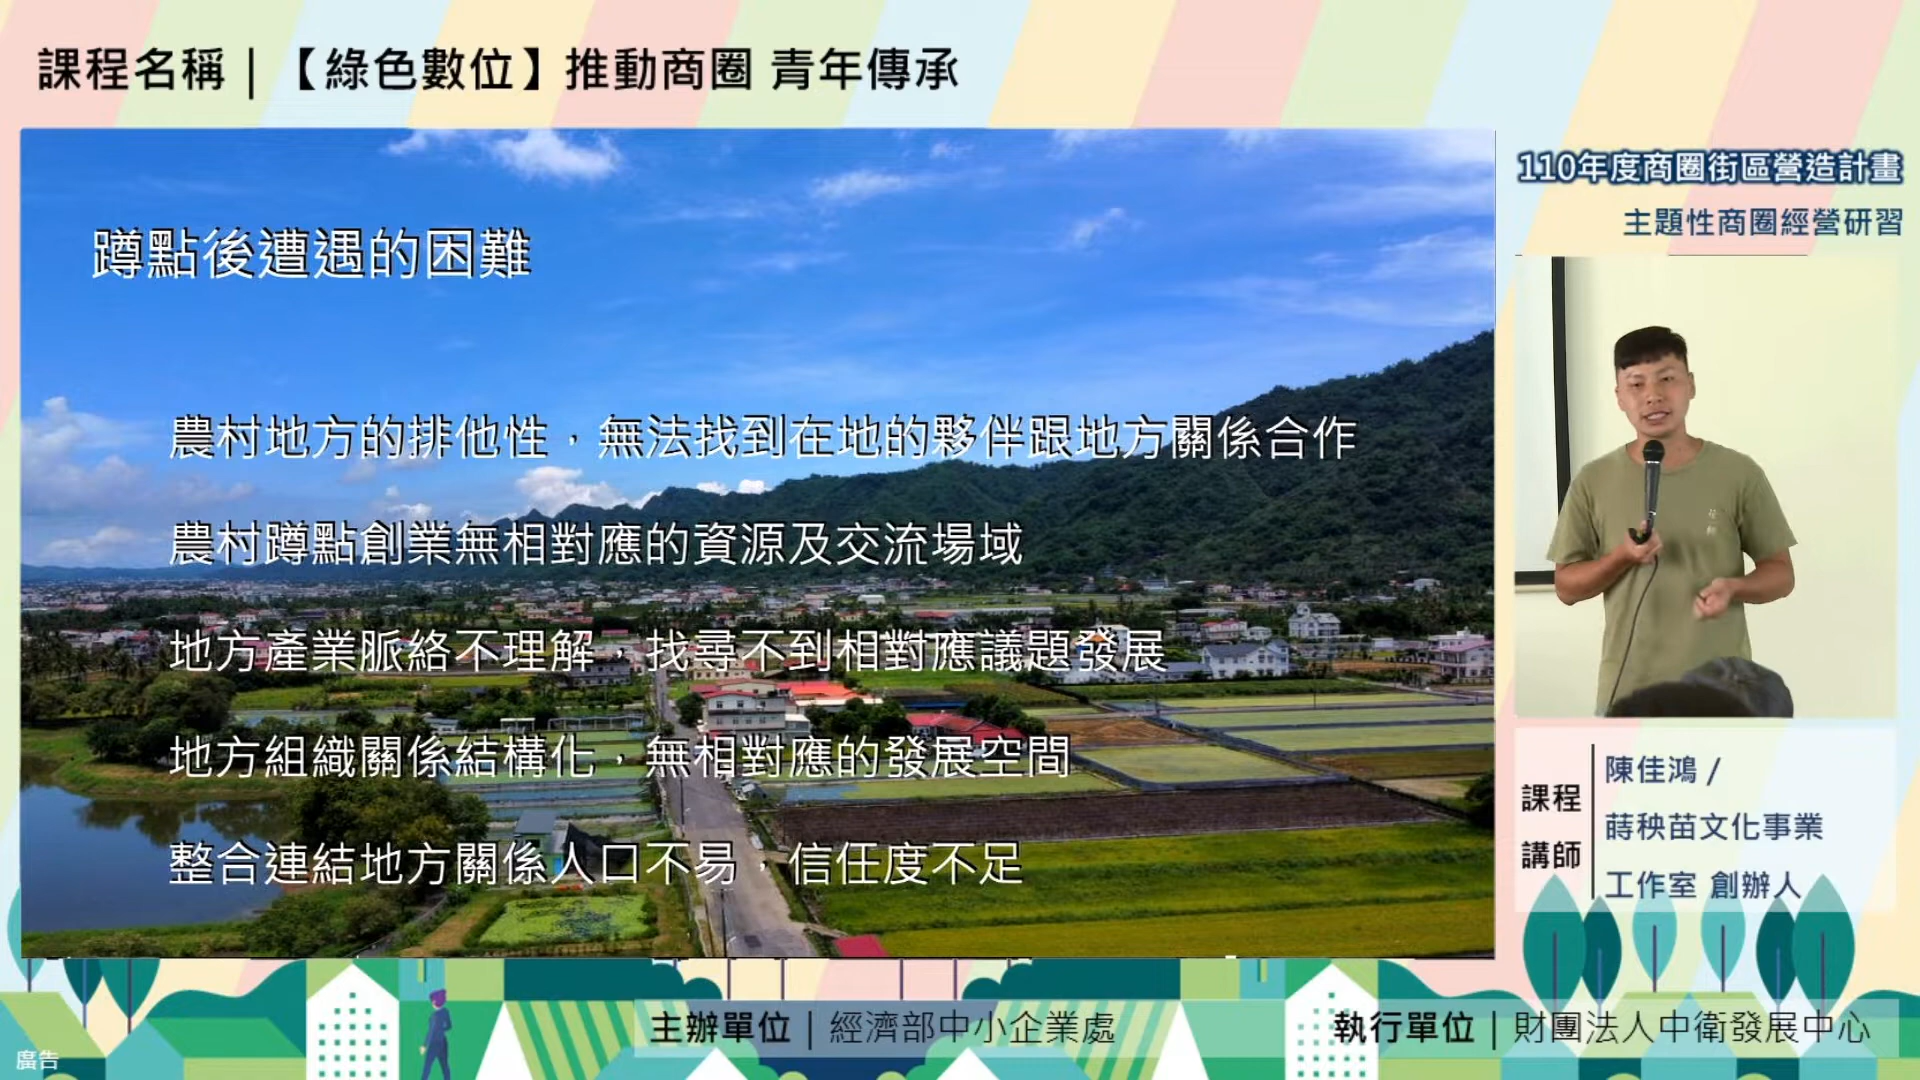 課程名稱｜【綠色數位】推動商圈 青年傳承
110年度商圈街區營造計畫
主題性商圈經營研習
蹲點後遭遇的困難
農村地方的排他性，無法找到在地的夥伴跟地方關係合作
農村蹲點創業無相對應的資源及交流場域
地方產業脈絡不理解，找尋不到相對應議題發展
地方組織關係結構化，無相對應的發展空間
整合連結地方關係人口不易，信任度不足
課程
講師
陳佳鴻 /
蒔秧苗文化事業
工作室 創辦人
主辦單位｜經濟部中小企業處
執行單位｜財團法人中衛發展中心
廣告